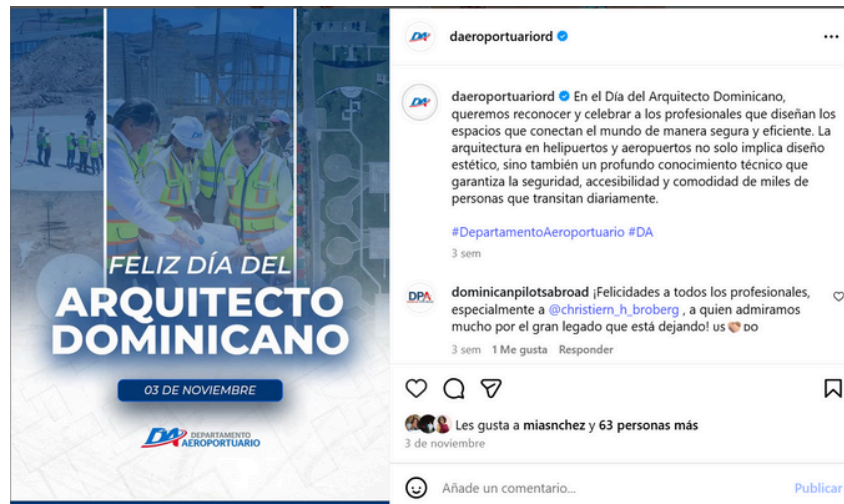 FELIZ DÍA DEL
ARQUITECTO
DOMINICANO
03 DE NOVIEMBRE
DA DEPARTAMENTO
AEROPORTUARIO
DA
daeroportuariord
DA
daeroportuariord En el Día del Arquitecto Dominicano,
queremos reconocer y celebrar a los profesionales que diseñan los
espacios que conectan el mundo de manera segura y eficiente. La
arquitectura en helipuertos y aeropuertos no solo implica diseño
estético, sino también un profundo conocimiento técnico que
garantiza la seguridad, accesibilidad y comodidad de miles de
personas que transitan diariamente.
#DepartamentoAeroportuario #DA
3 sem
DPA
dominicanpilotsabroad ¡Felicidades a todos los profesionales,
especialmente a @christiern_h_broberg , a quien admiramos
mucho por el gran legado que está dejando! US DO
3 sem 1 Me gusta Responder
Les gusta a miasnchez y 63 personas más
3 de noviembre
Añade un comentario...
Publicar